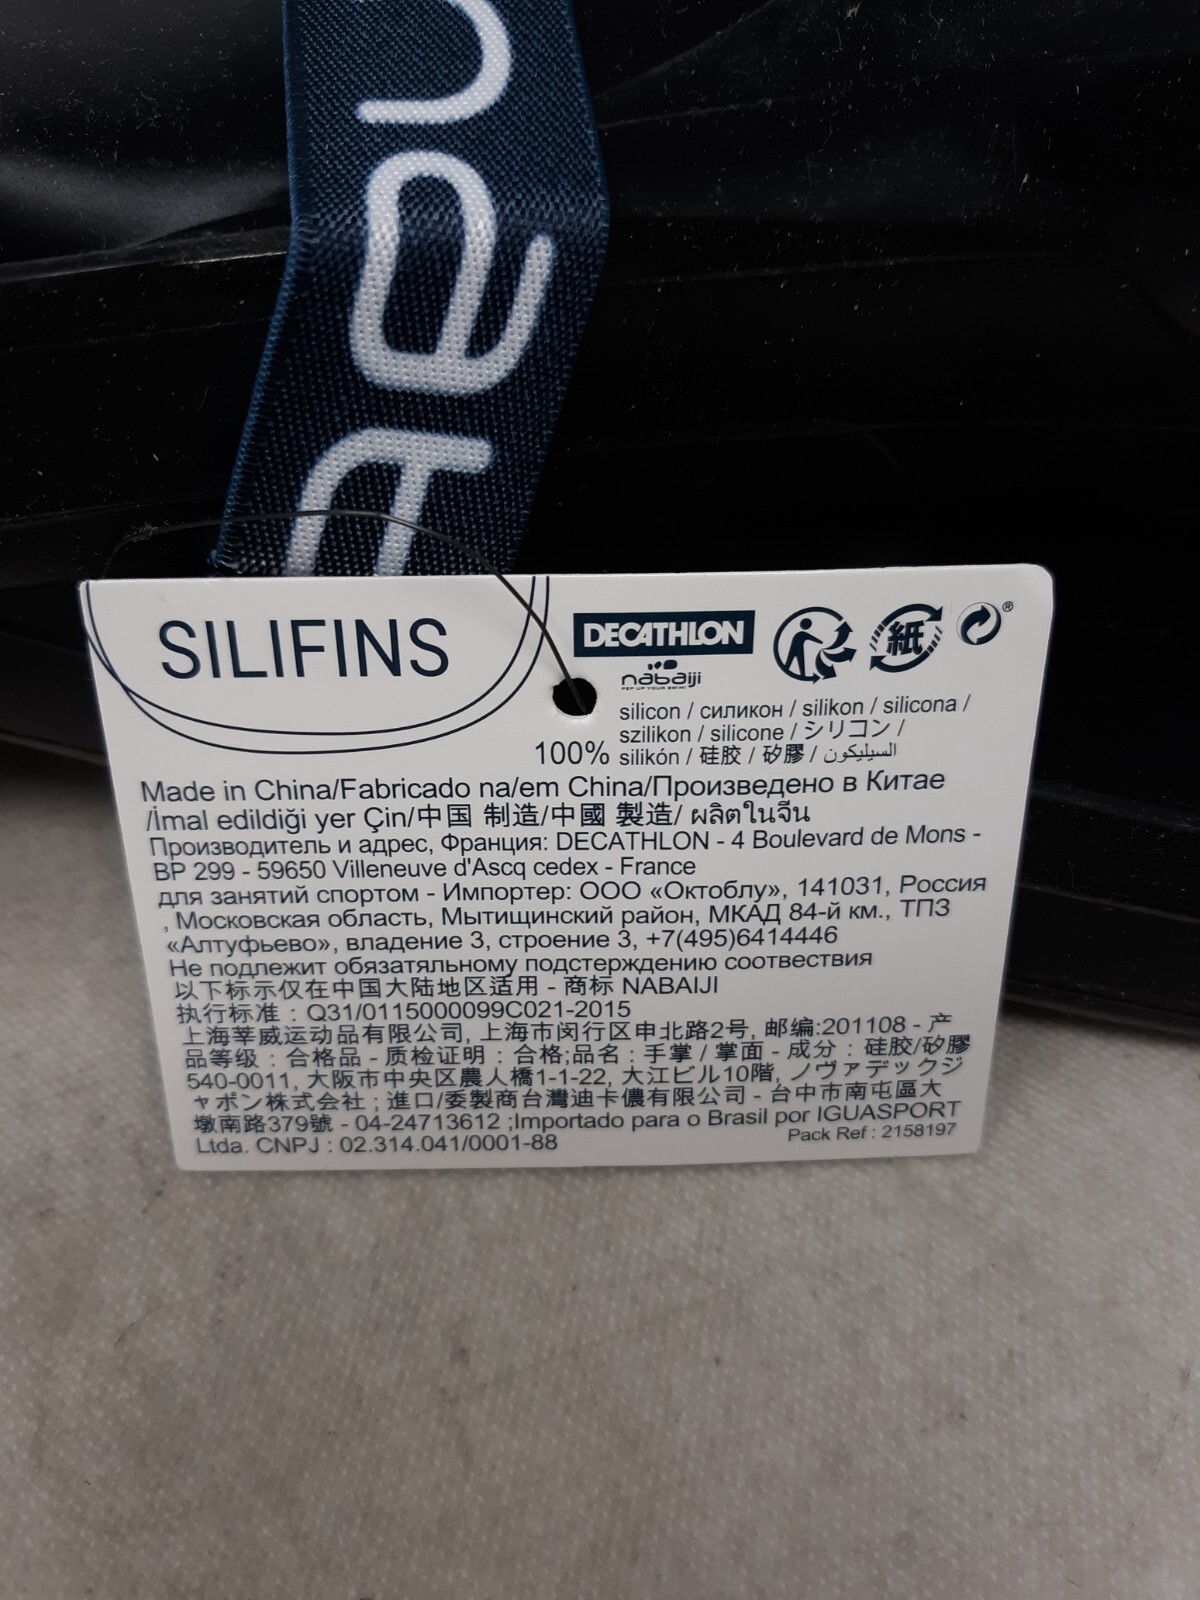 naba
SILIFINS
DECATHLON
紙
®
nabaiji
PEP UP YOUR SWIM!
silicon / силикон / silikon / silicona /
szilikon / silicone / シリコン /
100% silikón / 硅胶 / 矽膠 / السيليكون
Made in China/Fabricado na/em China/Произведено в Китае
/İmal edildiği yer Çin/中国 制造/中國 製造/ ผลิตในจีน
Производитель и адрес, Франция: DECATHLON - 4 Boulevard de Mons -
BP 299 - 59650 Villeneuve d'Ascq cedex - France
для занятий спортом - Импортер: ООО «Октоблу», 141031, Россия
, Московская область, Мытищинский район, МКАД 84-й км., ТПЗ
«Алтуфьево», владение 3, строение 3, +7(495)6414446
Не подлежит обязательному подстерждению соотвествия
以下标示仅在中国大陆地区适用 - 商标 NABAIJI
执行标准 : Q31/0115000099C021-2015
上海莘威运动品有限公司, 上海市闵行区申北路2号, 邮编:201108 - 产
品等级 : 合格品 - 质检证明 : 合格;品名 : 手掌 / 掌面 - 成分 : 硅胶/矽膠
540-0011, 大阪市中央区農人橋1-1-22, 大江ビル10階, ノヴァデックジ
ャポン株式会社 ; 進口/委製商台灣迪卡儂有限公司 - 台中市南屯區大
墩南路379號 - 04-24713612 ;Importado para o Brasil por IGUASPORT
Ltda. CNPJ : 02.314.041/0001-88
Pack Ref : 2158197